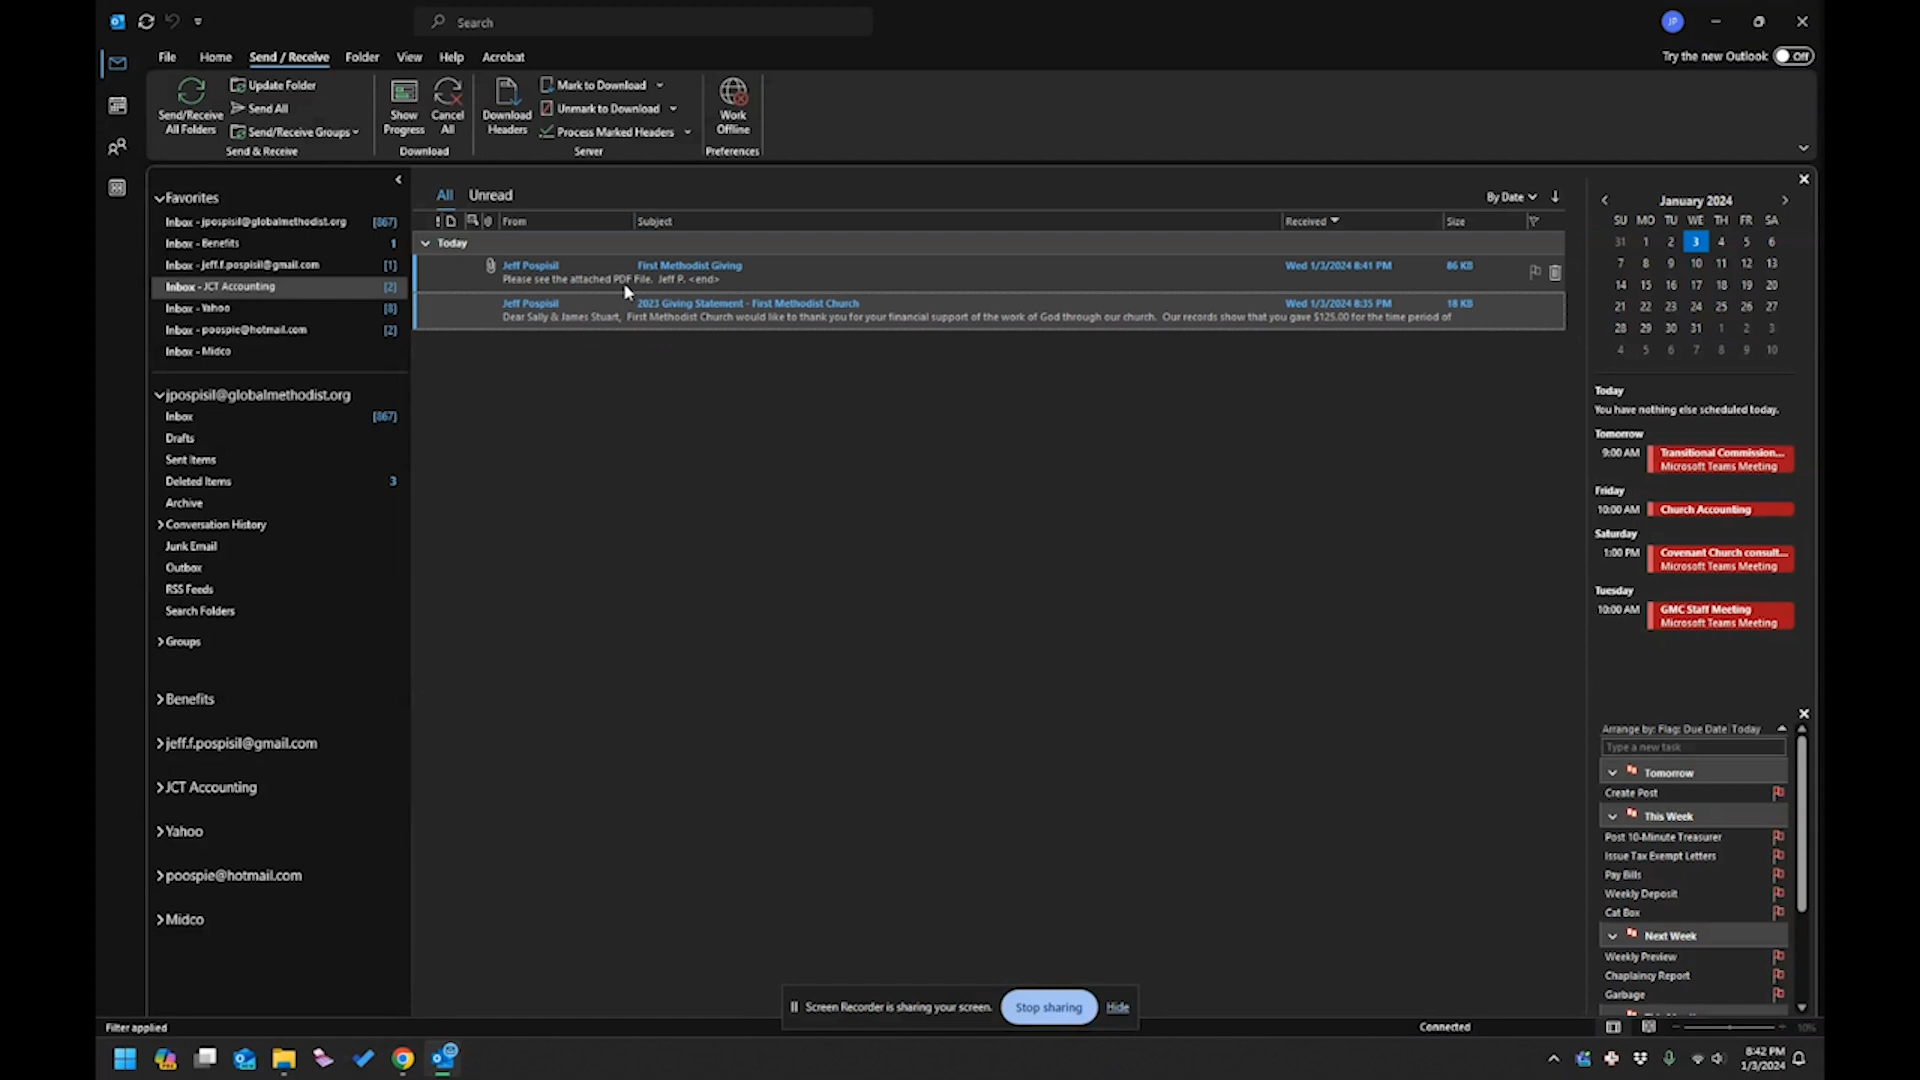 Search
JP
File Home Send / Receive Folder View Help Acrobat
Try the new Outlook Off
Send/Receive All Folders
Update Folder
Send All
Send/Receive Groups
Send & Receive
Show Progress
Cancel All
Download
Download Headers
Mark to Download
Unmark to Download
Process Marked Headers
Server
Work Offline
Preferences
Favorites
Inbox - jpospisil@globalmethodist.org [867]
Inbox - Benefits 1
Inbox - jeff.f.pospisil@gmail.com [1]
Inbox - JCT Accounting [2]
Inbox - Yahoo [8]
Inbox - poospie@hotmail.com [2]
Inbox - Midco
jpospisil@globalmethodist.org
Inbox [867]
Drafts
Sent Items
Deleted Items 3
Archive
Conversation History
Junk Email
Outbox
RSS Feeds
Search Folders
Groups
Benefits
jeff.f.pospisil@gmail.com
JCT Accounting
Yahoo
poospie@hotmail.com
Midco
All Unread
By Date
From Subject Received Size
Today
Jeff Pospisil First Methodist Giving Wed 1/3/2024 8:41 PM 86 KB
Please see the attached PDF File. Jeff P. <end>
Jeff Pospisil 2023 Giving Statement - First Methodist Church Wed 1/3/2024 8:35 PM 18 KB
Dear Sally & James Stuart, First Methodist Church would like to thank you for your financial support of the work of God through our church. Our records show that you gave $125.00 for the time period of
January 2024
SU MO TU WE TH FR SA
31 1 2 3 4 5 6
7 8 9 10 11 12 13
14 15 16 17 18 19 20
21 22 23 24 25 26 27
28 29 30 31 1 2 3
4 5 6 7 8 9 10
Today
You have nothing else scheduled today.
Tomorrow
9:00 AM Transitional Commission...
Microsoft Teams Meeting
Friday
10:00 AM Church Accounting
Saturday
1:00 PM Covenant Church consult...
Microsoft Teams Meeting
Tuesday
10:00 AM GMC Staff Meeting
Microsoft Teams Meeting
Arrange by: Flag: Due Date Today
Type a new task
Tomorrow
Create Post
This Week
Post 10-Minute Treasurer
Issue Tax Exempt Letters
Pay Bills
Weekly Deposit
Cat Box
Next Week
Weekly Preview
Chaplaincy Report
Garbage
Screen Recorder is sharing your screen. Stop sharing Hide
Filter applied
Connected
10%
8:42 PM
1/3/2024